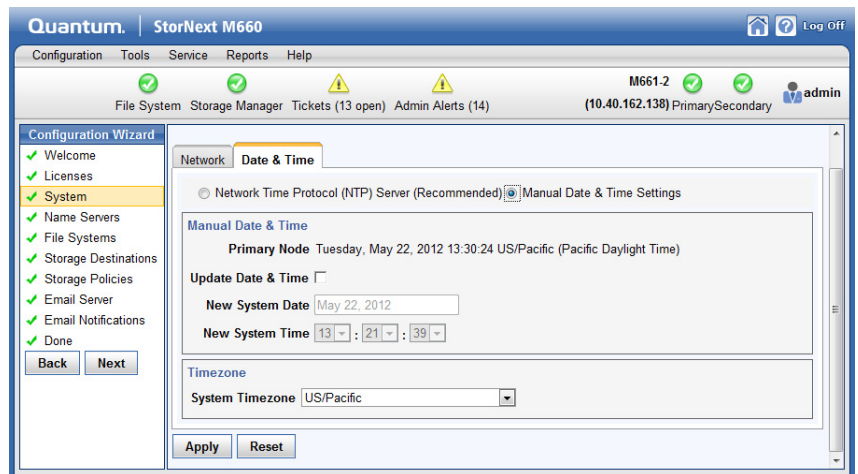 Quantum. | StorNext M660
Log Off
Configuration Tools Service Reports Help
File System Storage Manager Tickets (13 open) Admin Alerts (14)
M661-2
(10.40.162.138) Primary Secondary
admin
Configuration Wizard
Welcome
Licenses
System
Name Servers
File Systems
Storage Destinations
Storage Policies
Email Server
Email Notifications
Done
Back Next
Network Date & Time
Network Time Protocol (NTP) Server (Recommended) Manual Date & Time Settings
Manual Date & Time
Primary Node Tuesday, May 22, 2012 13:30:24 US/Pacific (Pacific Daylight Time)
Update Date & Time
New System Date May 22, 2012
New System Time 13 : 21 : 39
Timezone
System Timezone US/Pacific
Apply Reset